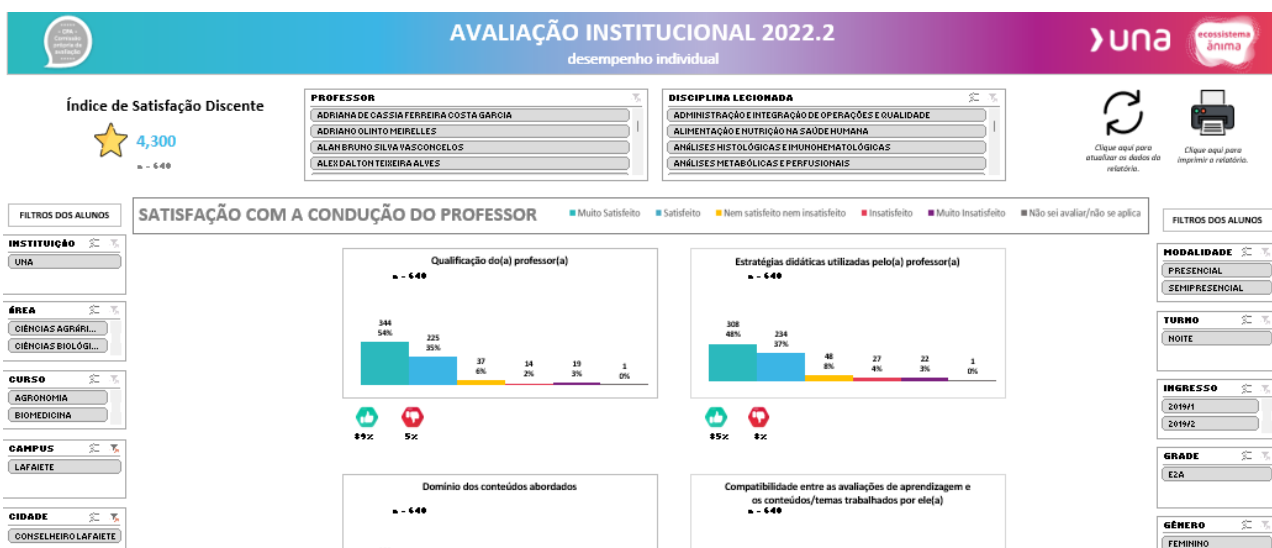 - CPA -
Comissão
própria de
avaliação
AVALIAÇÃO INSTITUCIONAL 2022.2
desempenho individual
una
ecossistema
ânima
Índice de Satisfação Discente
4,300
n - 640
PROFESSOR
ADRIANA DE CASSIA FERREIRA COSTA GARCIA
ADRIANO OLINTO MEIRELLES
ALAN BRUNO SILVA VASCONCELOS
ALEX DALTON TEIXEIRA ALVES
DISCIPLINA LECIONADA
ADMINISTRAÇÃO E INTEGRAÇÃO DE OPERAÇÕES E QUALIDADE
ALIMENTAÇÃO E NUTRIÇÃO NA SAÚDE HUMANA
ANÁLISES HISTOLÓGICAS E IMUNOHEMATOLÓGICAS
ANÁLISES METABÓLICAS E PERFUSIONAIS
Clique aqui para
atualizar os dados do
relatório.
Clique aqui para
imprimir o relatório.
FILTROS DOS ALUNOS
SATISFAÇÃO COM A CONDUÇÃO DO PROFESSOR
Muito Satisfeito
Satisfeito
Nem satisfeito nem insatisfeito
Insatisfeito
Muito Insatisfeito
Não sei avaliar/não se aplica
FILTROS DOS ALUNOS
INSTITUIÇÃO
UNA
ÁREA
CIÊNCIAS AGRÁRI...
CIÊNCIAS BIOLÓGI...
CURSO
AGRONOMIA
BIOMEDICINA
CAMPUS
LAFAIETE
CIDADE
CONSELHEIRO LAFAIETE
Qualificação do(a) professor(a)
n - 640
344
54%
225
35%
37
6%
14
2%
19
3%
1
0%
89%
5%
Estratégias didáticas utilizadas pelo(a) professor(a)
n - 640
308
48%
234
37%
48
8%
27
4%
22
3%
1
0%
85%
8%
Domínio dos conteúdos abordados
n - 640
Compatibilidade entre as avaliações de aprendizagem e
os conteúdos/temas trabalhados por ele(a)
n - 640
MODALIDADE
PRESENCIAL
SEMIPRESENCIAL
TURNO
NOITE
INGRESSO
2019/1
2019/2
GRADE
E2A
GÊNERO
FEMININO